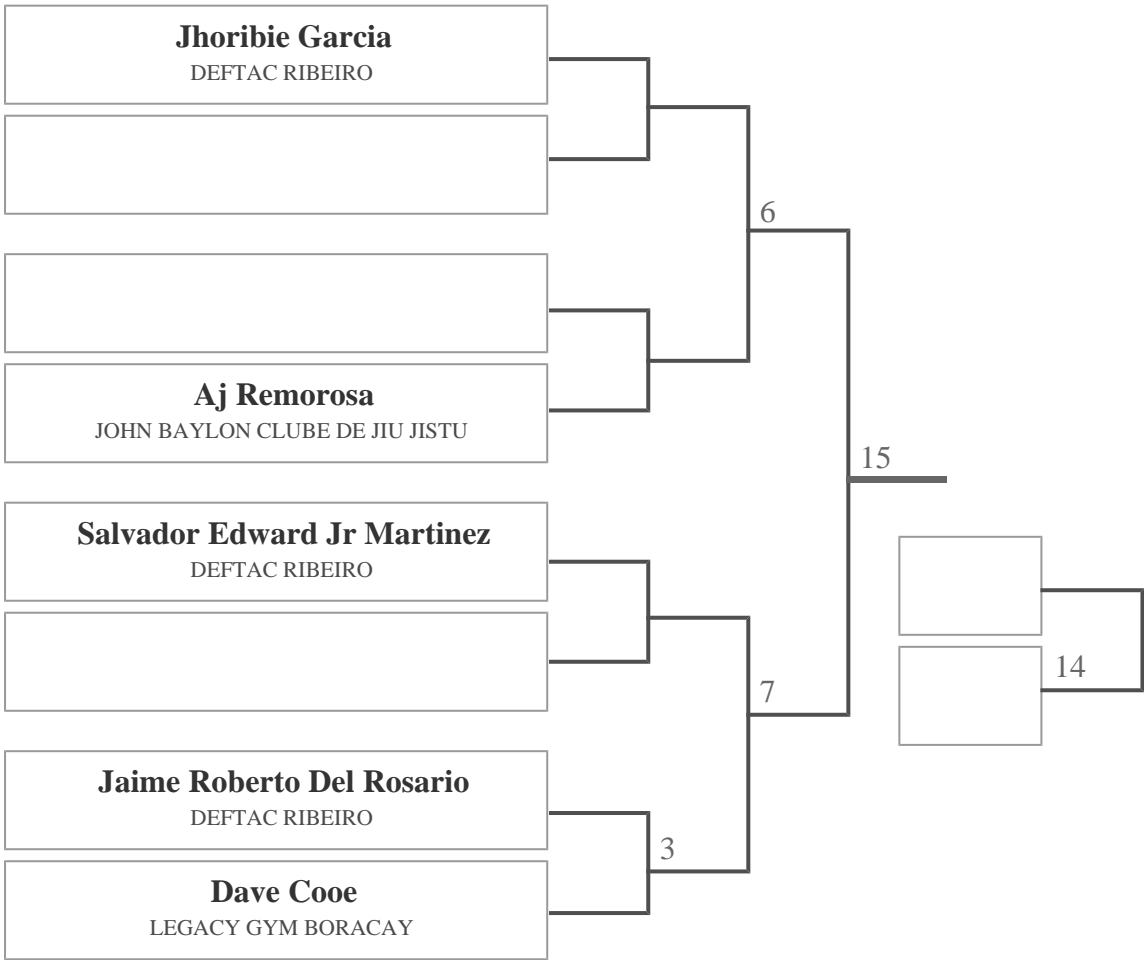 Jhoribie Garcia
DEFTAC RIBEIRO
6
Aj Remorosa
JOHN BAYLON CLUBE DE JIU JISTU
15
Salvador Edward Jr Martinez
DEFTAC RIBEIRO
14
7
Jaime Roberto Del Rosario
DEFTAC RIBEIRO
3
Dave Cooe
LEGACY GYM BORACAY